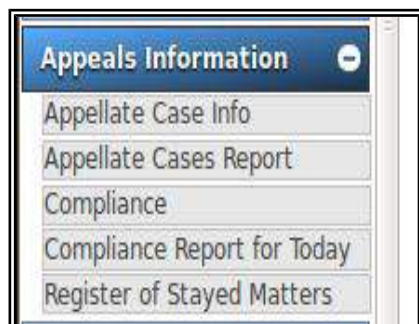 Appeals Information
Appellate Case Info
Appellate Cases Report
Compliance
Compliance Report for Today
Register of Stayed Matters